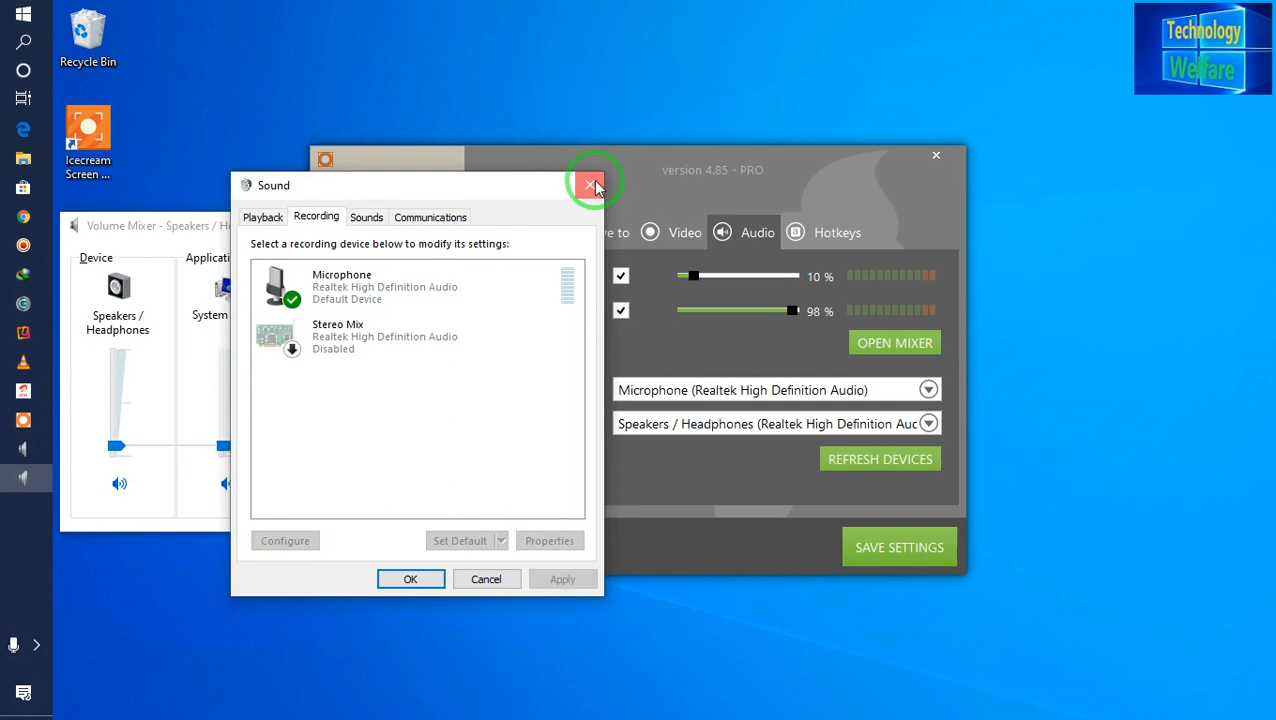 Recycle Bin
Icecream
Screen ...
Technology
Welfare
version 4.85 - PRO
ve to
Video
Audio
Hotkeys
10 %
98 %
OPEN MIXER
Microphone (Realtek High Definition Audio)
Speakers / Headphones (Realtek High Definition Aud
REFRESH DEVICES
SAVE SETTINGS
Volume Mixer - Speakers / He
Device
Applicati
Speakers /
Headphones
System
Sound
Playback
Recording
Sounds
Communications
Select a recording device below to modify its settings:
Microphone
Realtek High Definition Audio
Default Device
Stereo Mix
Realtek High Definition Audio
Disabled
Configure
Set Default
Properties
OK
Cancel
Apply